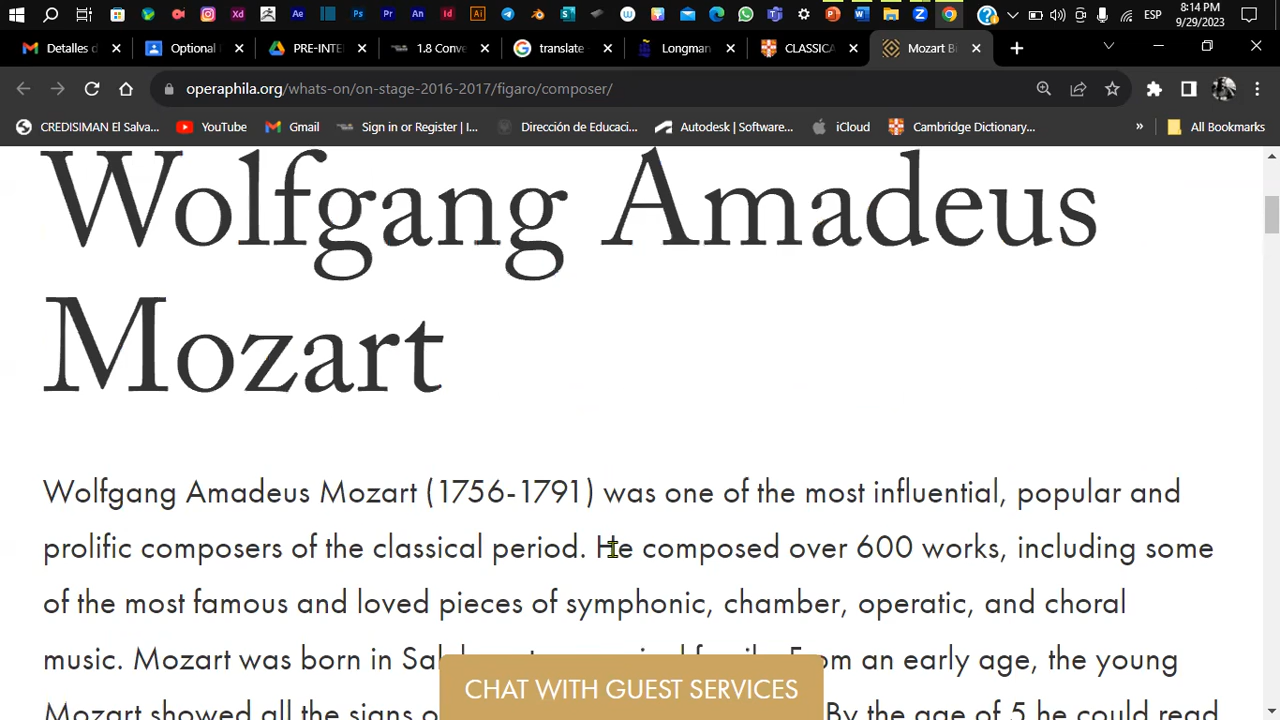 8:14 PM
ESP
9/29/2023
Detalles d
Optional
PRE-INTE
1.8 Conve
translate -
Longman
CLASSICA
Mozart Bi
operaphila.org/whats-on/on-stage-2016-2017/figaro/composer/
CREDISIMAN El Salva...
YouTube
Gmail
Sign in or Register | I...
Dirección de Educaci...
Autodesk | Software...
iCloud
Cambridge Dictionary...
»
All Bookmarks
Wolfgang Amadeus
Mozart
Wolfgang Amadeus Mozart (1756-1791) was one of the most influential, popular and
prolific composers of the classical period. He composed over 600 works, including some
of the most famous and loved pieces of symphonic, chamber, operatic, and choral
music. Mozart was born in om an early age, the young
Mozart showed all the signs By the age of 5 he could read
CHAT WITH GUEST SERVICES